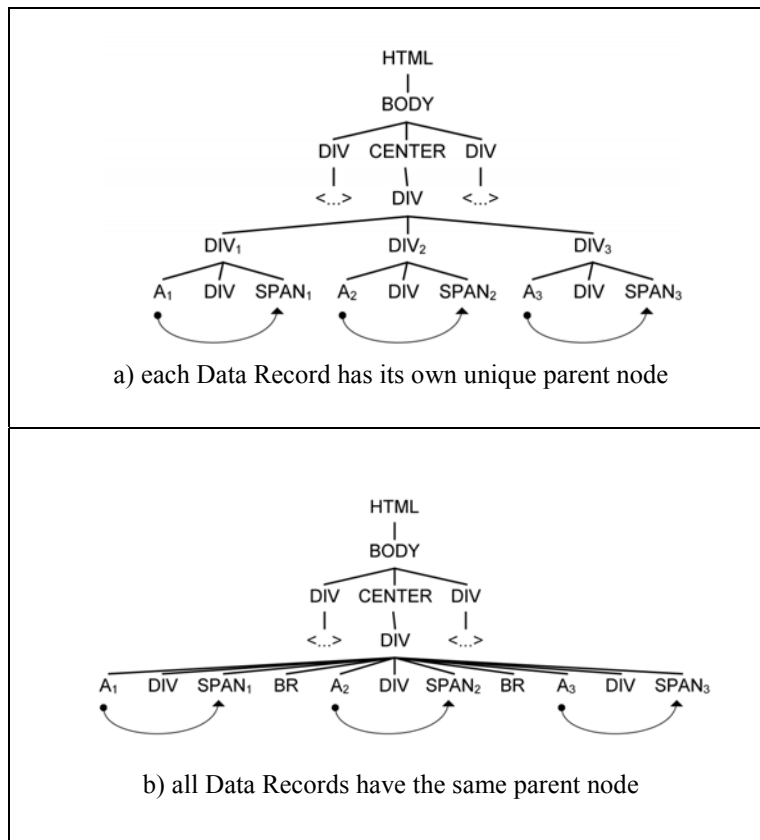 HTML
BODY
DIV CENTER DIV
<...> DIV <...>
DIV₁ DIV₂ DIV₃
A₁ DIV SPAN₁ A₂ DIV SPAN₂ A₃ DIV SPAN₃
a) each Data Record has its own unique parent node
HTML
BODY
DIV CENTER DIV
<...> DIV <...>
A₁ DIV SPAN₁ BR A₂ DIV SPAN₂ BR A₃ DIV SPAN₃
b) all Data Records have the same parent node